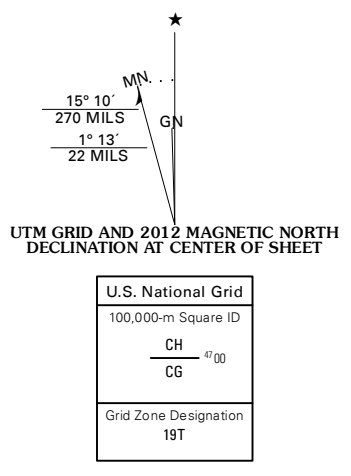 ★
MN
15° 10´
270 MILS
GN
1° 13´
22 MILS
UTM GRID AND 2012 MAGNETIC NORTH
DECLINATION AT CENTER OF SHEET
U.S. National Grid
100,000-m Square ID
CH
4700
CG
Grid Zone Designation
19T